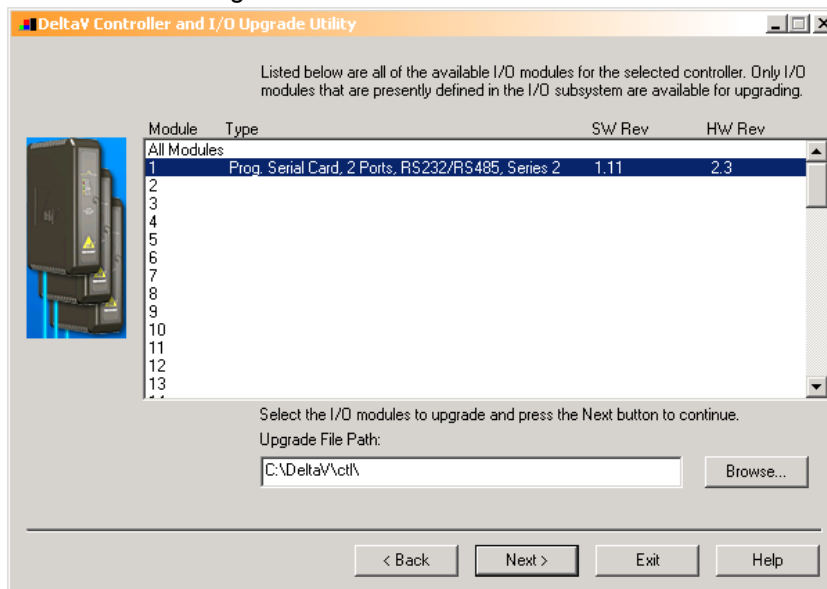 DeltaV Controller and I/O Upgrade Utility
Listed below are all of the available I/O modules for the selected controller. Only I/O
modules that are presently defined in the I/O subsystem are available for upgrading.
Module Type SW Rev HW Rev
All Modules
1 Prog. Serial Card, 2 Ports, RS232/RS485, Series 2 1.11 2.3
2
3
4
5
6
7
8
9
10
11
12
13
Select the I/O modules to upgrade and press the Next button to continue.
Upgrade File Path:
C:\DeltaV\ctl\ Browse...
< Back Next > Exit Help